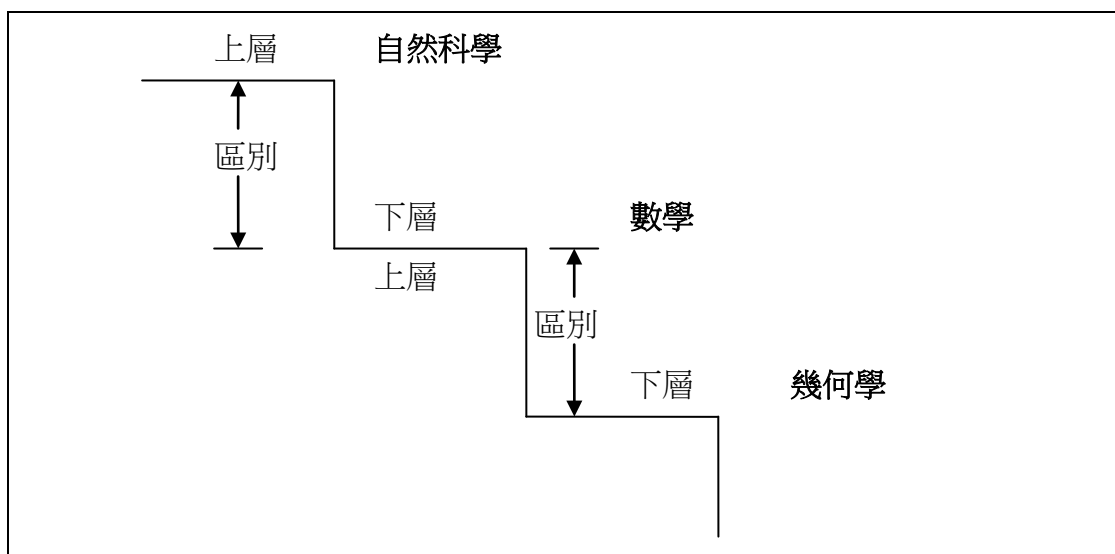 上層 自然科學
區別
下層 數學
上層
區別
下層 幾何學